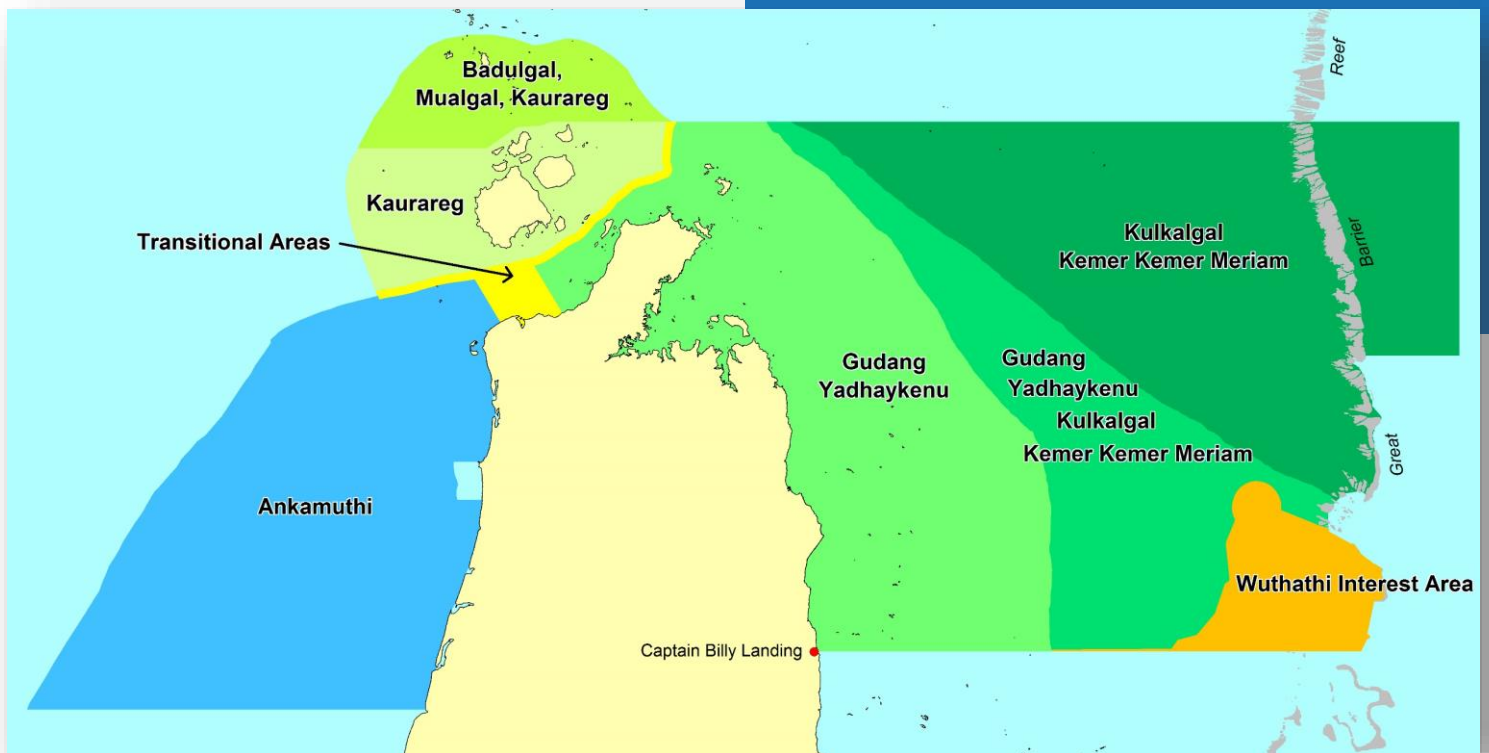 Badulgal,
Mualgal, Kaurareg
Kaurareg
Transitional Areas
Ankamuthi
Gudang
Yadhaykenu
Gudang
Yadhaykenu
Kulkalgal
Kemer Kemer Meriam
Kulkalgal
Kemer Kemer Meriam
Reef
Barrier
Great
Wuthathi Interest Area
Captain Billy Landing